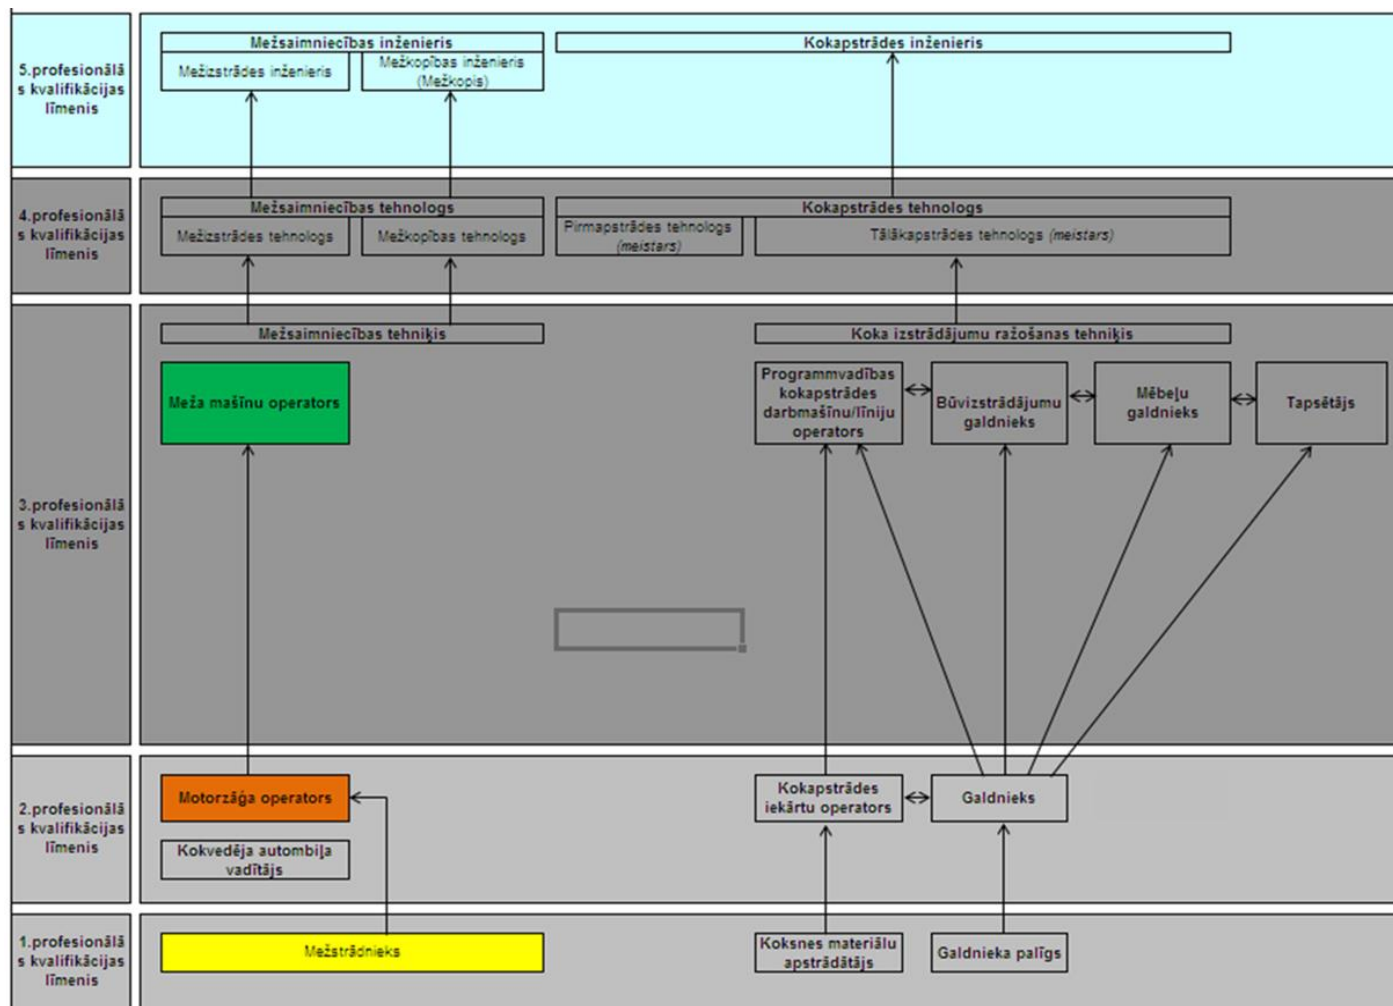 5.profesionālā
s kvalifikācijas
līmenis
Mežsaimniecības inženieris
Mežizstrādes inženieris
Mežkopības inženieris
(Mežkopis)
Kokapstrādes inženieris
4.profesionālā
s kvalifikācijas
līmenis
Mežsaimniecības tehnologs
Mežizstrādes tehnologs
Mežkopības tehnologs
Kokapstrādes tehnologs
Pirmapstrādes tehnologs
(meistars)
Tālākapstrādes tehnologs (meistars)
3.profesionālā
s kvalifikācijas
līmenis
Mežsaimniecības tehniķis
Koka izstrādājumu ražošanas tehniķis
Meža mašīnu operators
Programmvadības
kokapstrādes
darbmašīnu/līniju
operators
Būvizstrādājumu
galdnieks
Mēbeļu
galdnieks
Tapsētājs
2.profesionālā
s kvalifikācijas
līmenis
Motorzāģa operators
Kokvedēja autombiļa
vadītājs
Kokapstrādes
iekārtu operators
Galdnieks
1.profesionālā
s kvalifikācijas
līmenis
Mežstrādnieks
Koksnes materiālu
apstrādātājs
Galdnieka palīgs